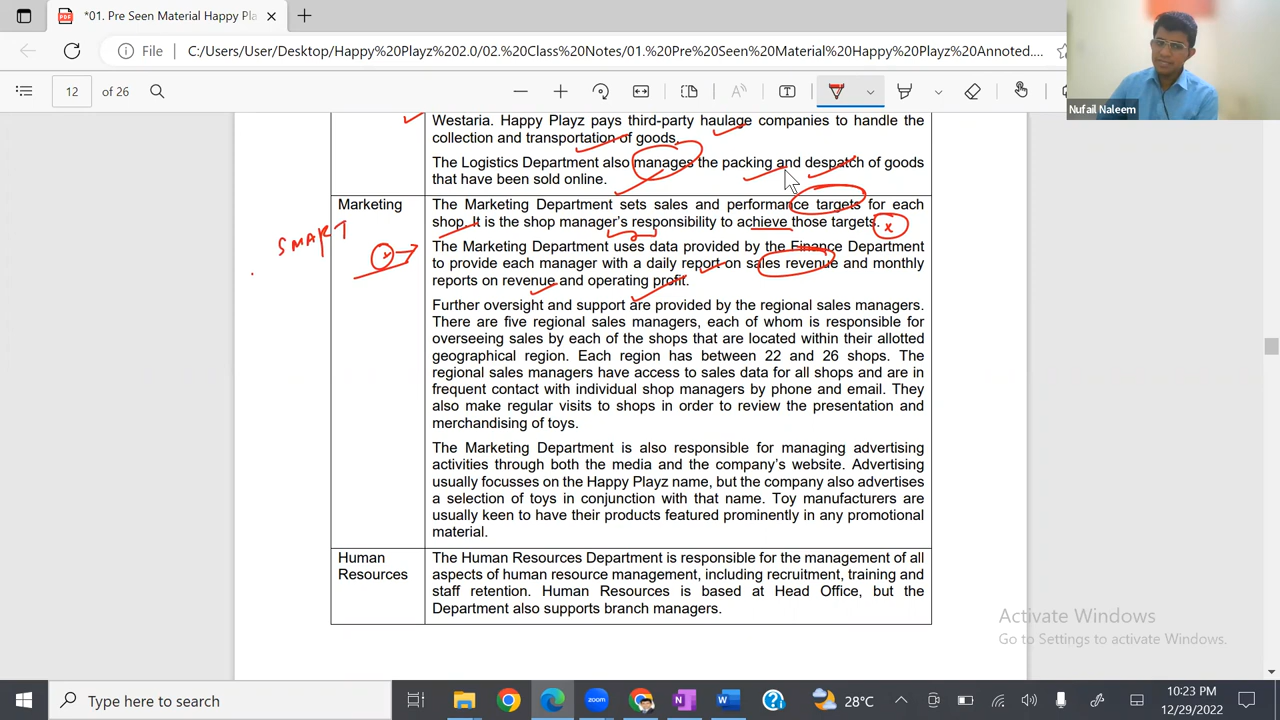 *01. Pre Seen Material Happy Pla
File
C:/Users/User/Desktop/Happy%20Playz%202.0/02.%20Class%20Notes/01.%20Pre%20Seen%20Material%20Happy%20Playz%20Annoted....
12 of 26
Nufail Naleem
Westaria. Happy Playz pays third-party haulage companies to handle the
collection and transportation of goods.
The Logistics Department also manages the packing and despatch of goods
that have been sold online.
Marketing
The Marketing Department sets sales and performance targets for each
shop. It is the shop manager's responsibility to achieve those targets.
x
SMART
The Marketing Department uses data provided by the Finance Department
to provide each manager with a daily report on sales revenue and monthly
reports on revenue and operating profit.
Further oversight and support are provided by the regional sales managers.
There are five regional sales managers, each of whom is responsible for
overseeing sales by each of the shops that are located within their allotted
geographical region. Each region has between 22 and 26 shops. The
regional sales managers have access to sales data for all shops and are in
frequent contact with individual shop managers by phone and email. They
also make regular visits to shops in order to review the presentation and
merchandising of toys.
The Marketing Department is also responsible for managing advertising
activities through both the media and the company's website. Advertising
usually focusses on the Happy Playz name, but the company also advertises
a selection of toys in conjunction with that name. Toy manufacturers are
usually keen to have their products featured prominently in any promotional
material.
Human
Resources
The Human Resources Department is responsible for the management of all
aspects of human resource management, including recruitment, training and
staff retention. Human Resources is based at Head Office, but the
Department also supports branch managers.
Activate Windows
Go to Settings to activate Windows.
Type here to search
28°C
10:23 PM
12/29/2022